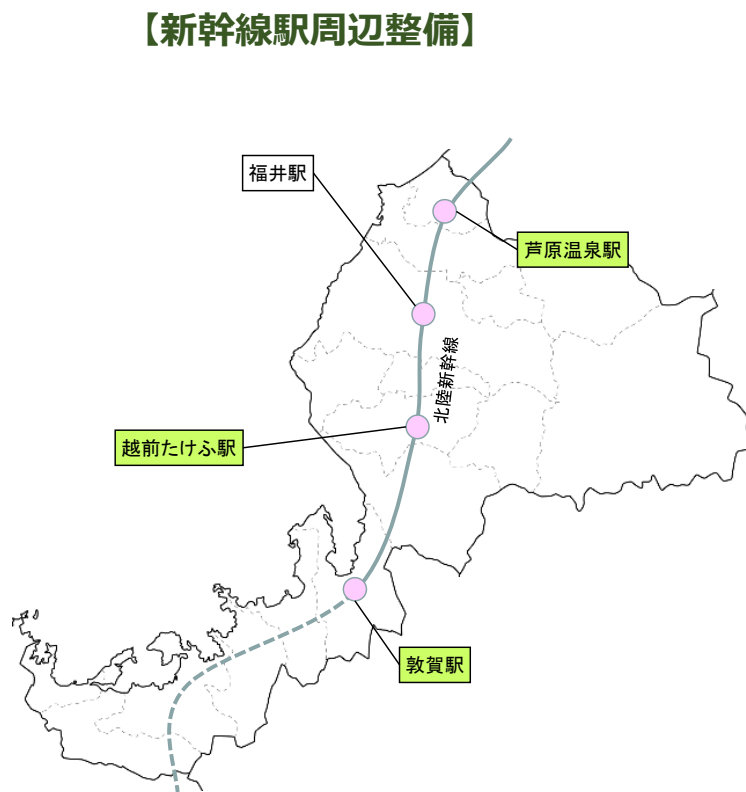 【新幹線駅周辺整備】
福井駅
芦原温泉駅
北陸新幹線
越前たけふ駅
敦賀駅